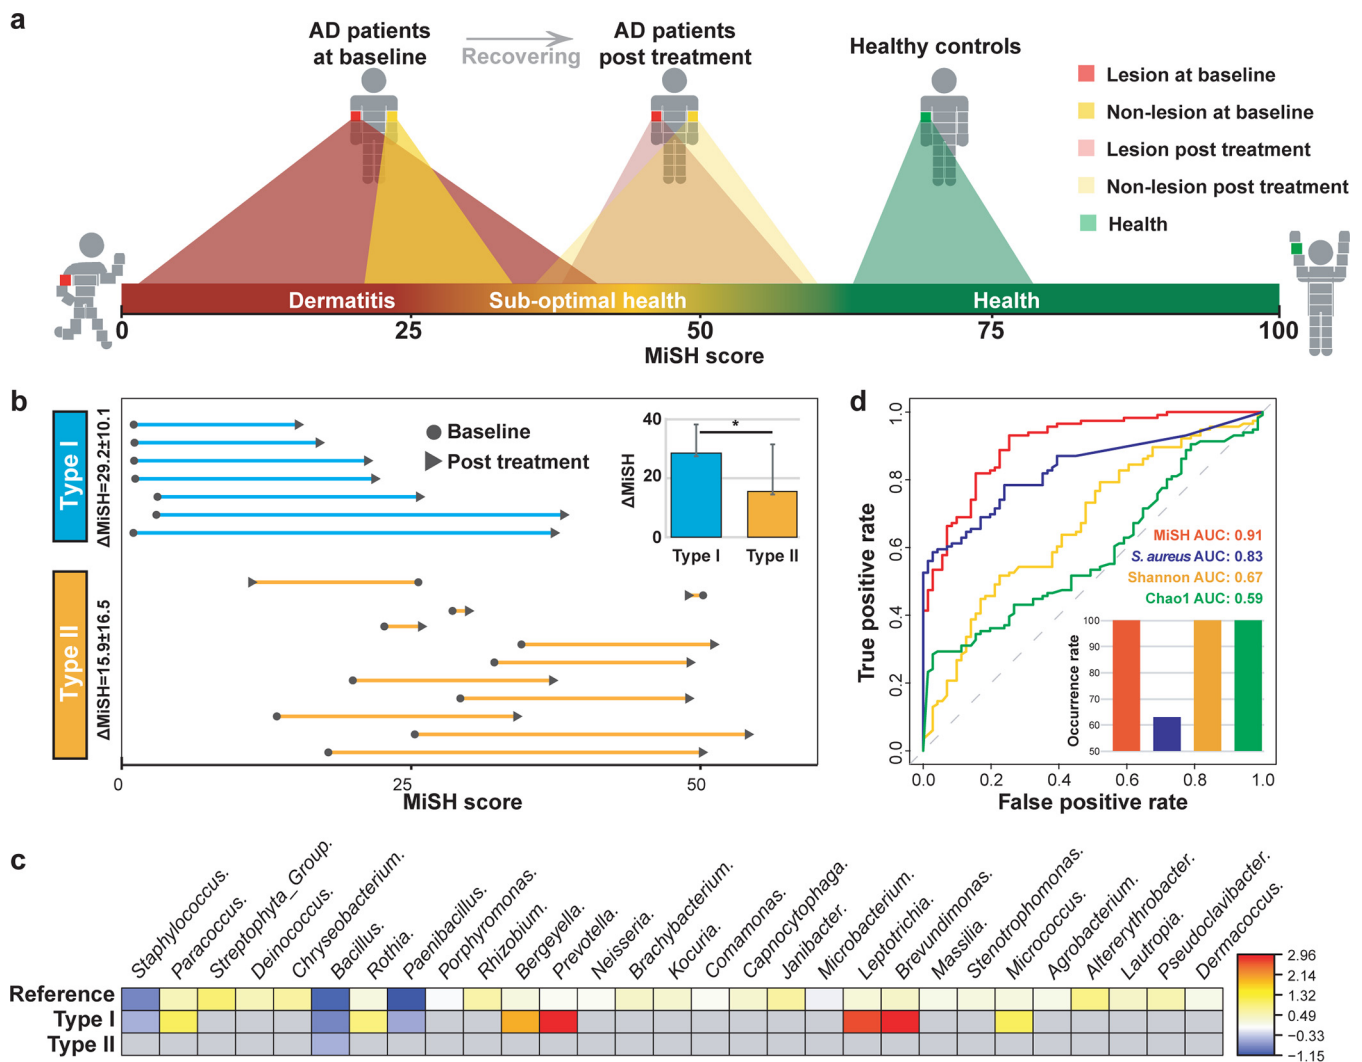 a
AD patients
at baseline
Recovering
AD patients
post treatment
Healthy controls
Lesion at baseline
Non-lesion at baseline
Lesion post treatment
Non-lesion post treatment
Health
Dermatitis
Sub-optimal health
Health
0
25
50
75
100
MiSH score
b
Type I
ΔMiSH=29.2±10.1
Type II
ΔMiSH=15.9±16.5
Baseline
Post treatment
ΔMiSH
40
20
0
*
Type I
Type II
0
25
50
MiSH score
d
True positive rate
1.0
0.8
0.6
0.4
0.2
0.0
MiSH AUC: 0.91
S. aureus AUC: 0.83
Shannon AUC: 0.67
Chao1 AUC: 0.59
Occurrence rate
100
90
80
70
60
50
0.0
0.2
0.4
0.6
0.8
1.0
False positive rate
c
Staphylococcus.
Paracoccus.
Streptophyta_Group.
Deinococcus.
Chryseobacterium.
Bacillus.
Rothia.
Paenibacillus.
Porphyromonas.
Rhizobium.
Bergeyella.
Prevotella.
Neisseria.
Brachybacterium.
Kocuria.
Comamonas.
Capnocytophaga.
Janibacter.
Microbacterium.
Leptotrichia.
Brevundimonas.
Massilia.
Stenotrophomonas.
Micrococcus.
Agrobacterium.
Altererythrobacter.
Lautropia.
Pseudoclavibacter.
Dermacoccus.
Reference
Type I
Type II
2.96
2.14
1.32
0.49
−0.33
−1.15